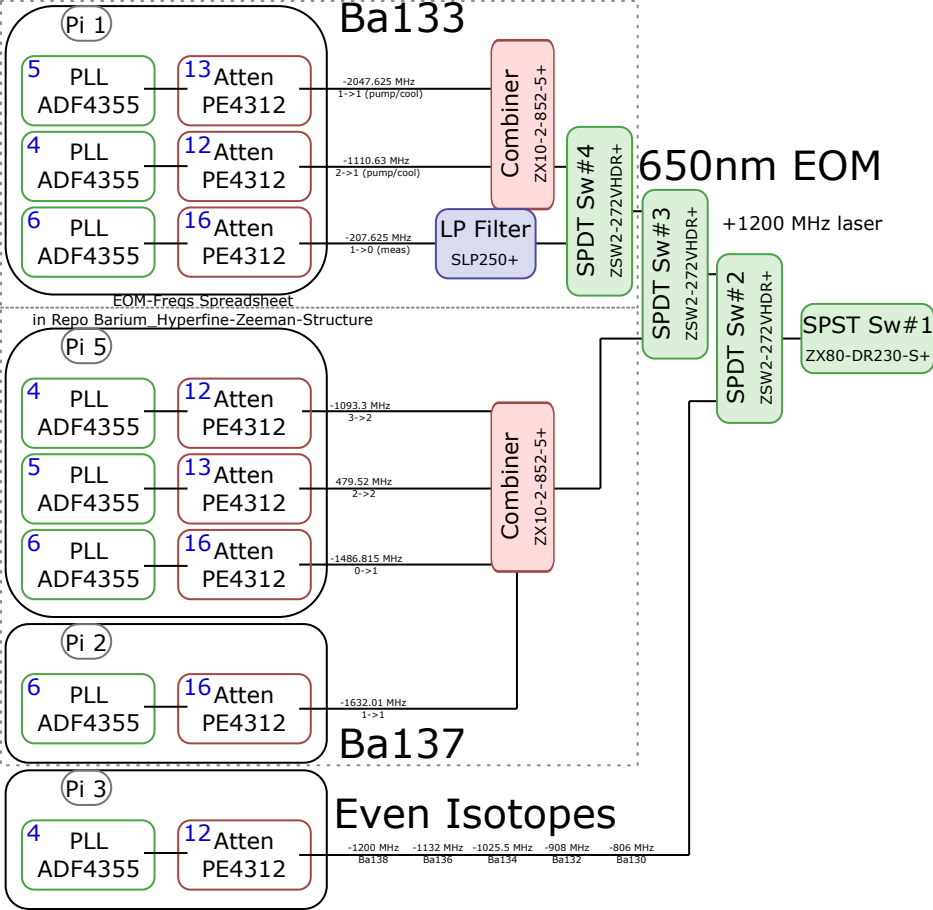 Ba133
Pi 1
5
PLL
ADF4355
13
Atten
PE4312
-2047.625 MHz
1->1 (pump/cool)
4
PLL
ADF4355
12
Atten
PE4312
-1110.63 MHz
2->1 (pump/cool)
6
PLL
ADF4355
16
Atten
PE4312
-207.625 MHz
1->0 (meas)
Combiner
ZX10-2-852-5+
LP Filter
SLP250+
SPDT Sw#4
ZSW2-272VHDR+
650nm EOM
SPDT Sw#3
ZSW2-272VHDR+
+1200 MHz laser
SPDT Sw#2
ZSW2-272VHDR+
SPST Sw#1
ZX80-DR230-S+
EOM-Freqs Spreadsheet
in Repo Barium_Hyperfine-Zeeman-Structure
Pi 5
4
PLL
ADF4355
12
Atten
PE4312
-1093.3 MHz
3->2
5
PLL
ADF4355
13
Atten
PE4312
479.52 MHz
2->2
6
PLL
ADF4355
16
Atten
PE4312
-1486.815 MHz
0->1
Combiner
ZX10-2-852-5+
Pi 2
6
PLL
ADF4355
16
Atten
PE4312
-1632.01 MHz
1->1
Ba137
Pi 3
4
PLL
ADF4355
12
Atten
PE4312
Even Isotopes
-1200 MHz
Ba138
-1132 MHz
Ba136
-1025.5 MHz
Ba134
-908 MHz
Ba132
-806 MHz
Ba130